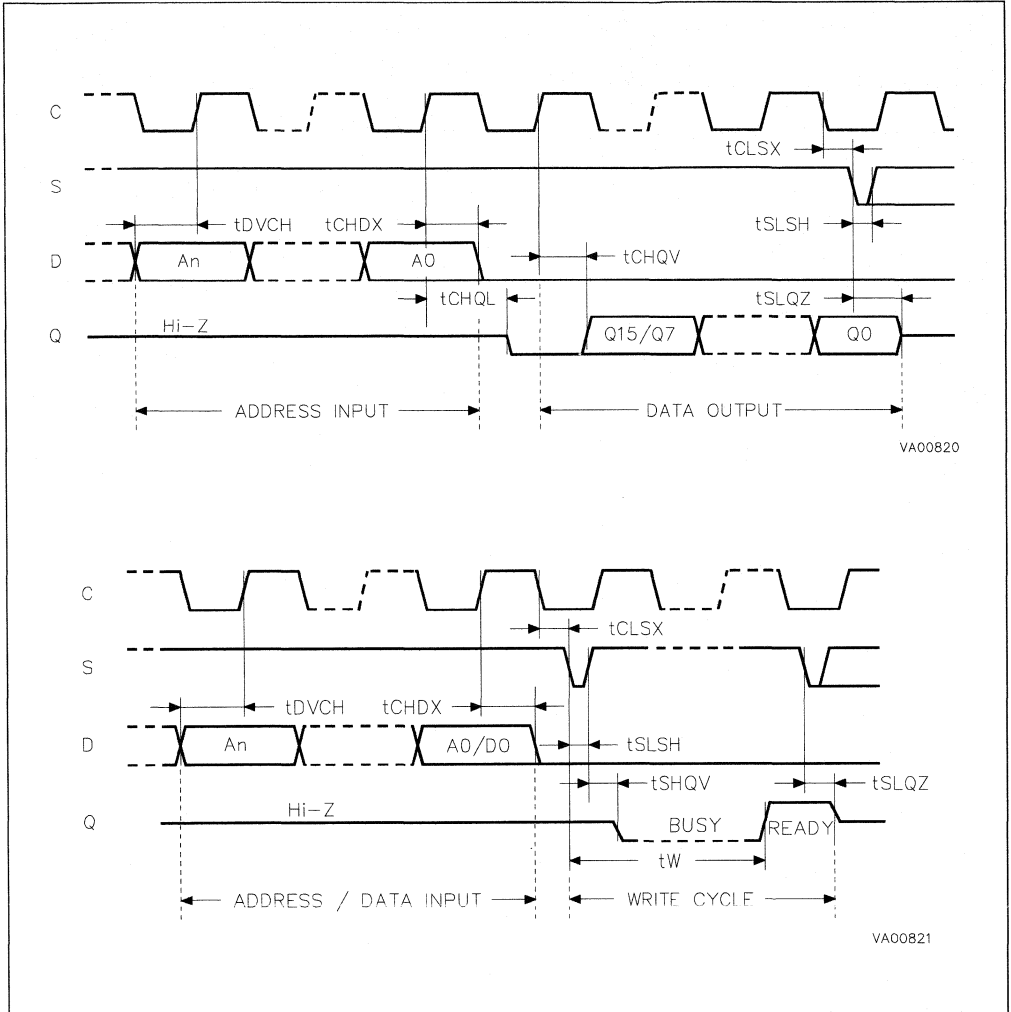 C
tCLSX
S
tDVCH
tCHDX
tSLSH
D
An
A0
tCHQV
tCHQL
tSLQZ
Hi-Z
Q
Q15/Q7
Q0
ADDRESS INPUT
DATA OUTPUT
VA00820
C
tCLSX
S
tDVCH
tCHDX
D
An
A0/D0
tSLSH
tSHQV
tSLQZ
Hi-Z
Q
BUSY
READY
tW
ADDRESS / DATA INPUT
WRITE CYCLE
VA00821